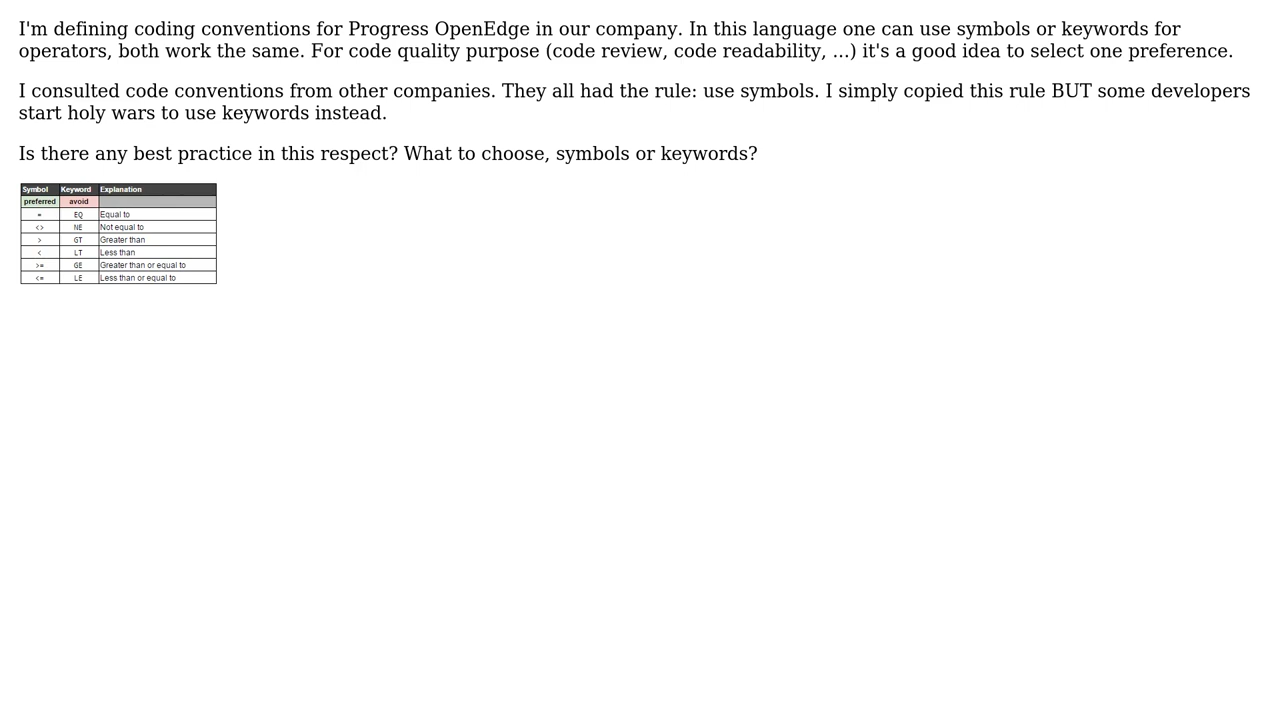 I'm defining coding conventions for Progress OpenEdge in our company. In this language one can use symbols or keywords for
operators, both work the same. For code quality purpose (code review, code readability, ...) it's a good idea to select one preference.
I consulted code conventions from other companies. They all had the rule: use symbols. I simply copied this rule BUT some developers
start holy wars to use keywords instead.
Is there any best practice in this respect? What to choose, symbols or keywords?
Symbol Keyword Explanation
preferred avoid
= EQ Equal to
<> NE Not equal to
> GT Greater than
< LT Less than
>= GE Greater than or equal to
<= LE Less than or equal to